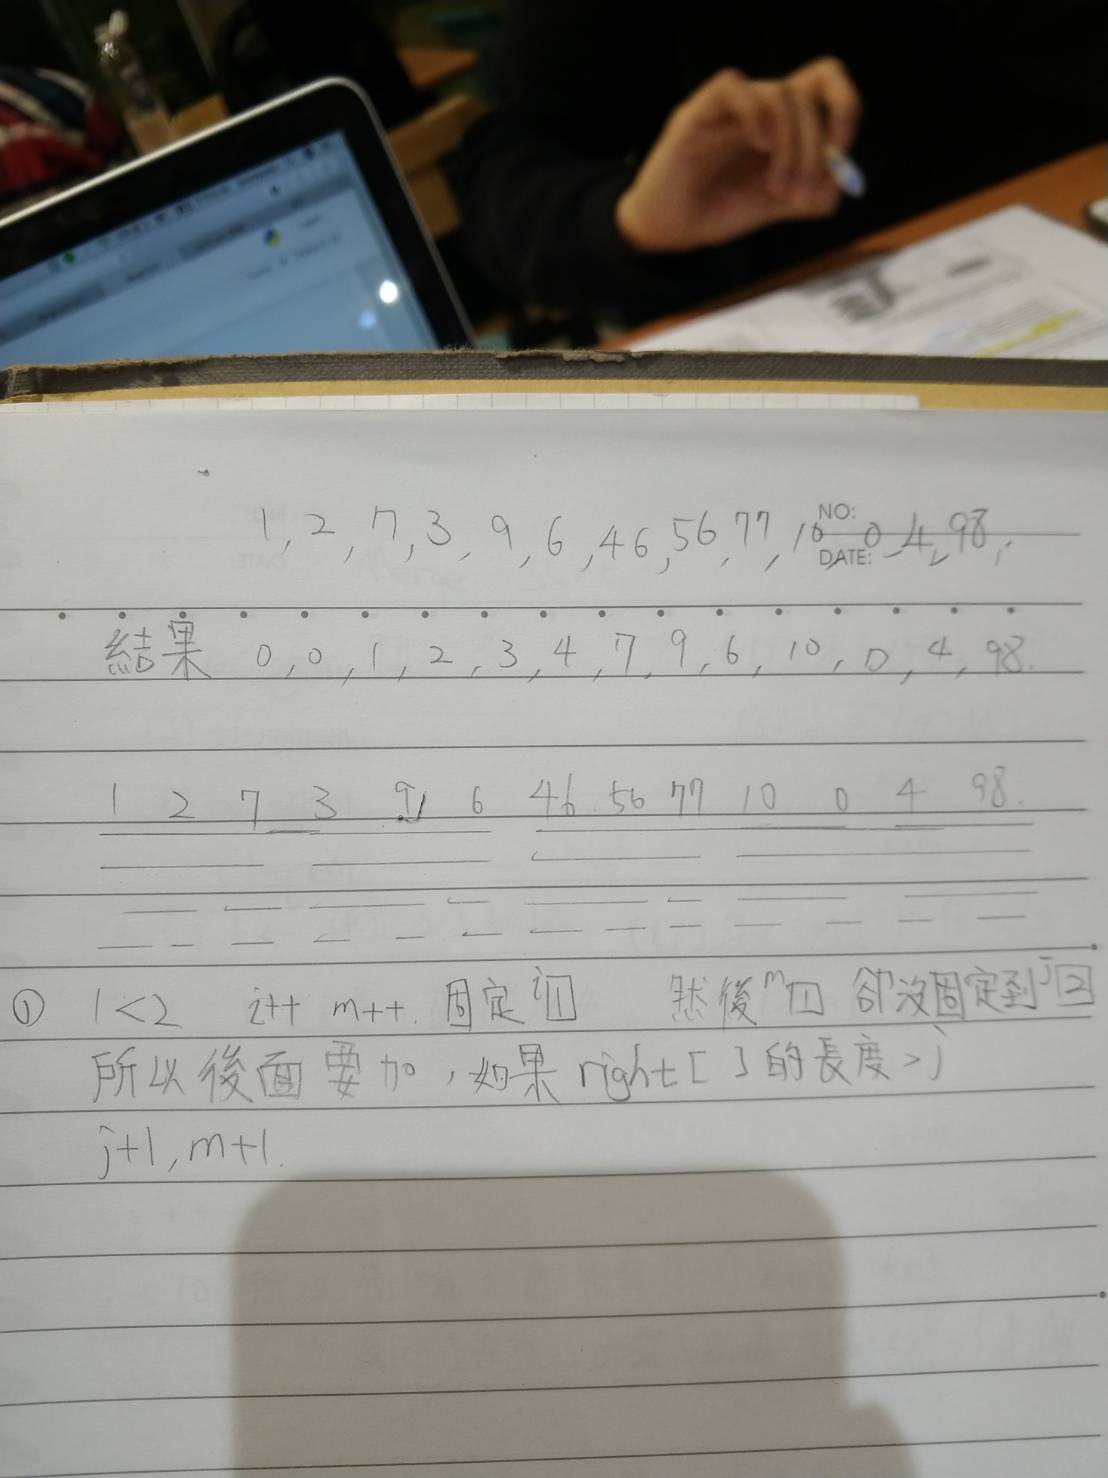 NO:
1, 2, 7, 3, 9, 6, 46, 56, 77, 10, 0, 4, 98,
DATE:
結果 0, 0, 1, 2, 3, 4, 7, 9, 6, 10, 0, 4, 98.
1 2 7 3 9 6 46 56 77 10 0 4 98.
① 1<2 i++ m++. 固定i 1 然後m 1 卻沒固定到j 2
所以後面要加，如果 right[ ] 的長度>j
j+1, m+1.